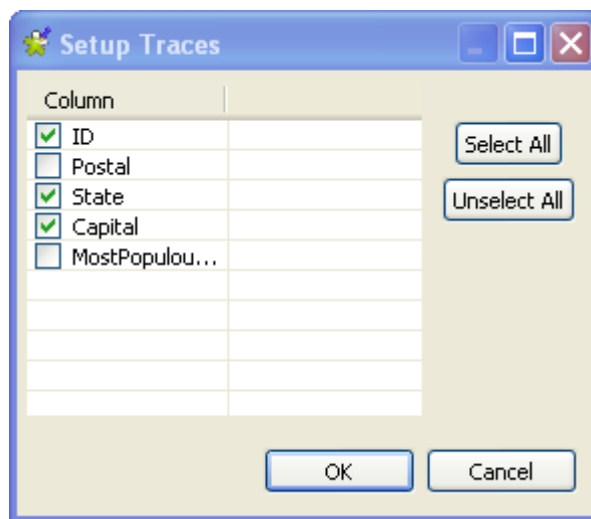 Setup Traces
Column
ID
Postal
State
Capital
MostPopulou...
Select All
Unselect All
OK
Cancel